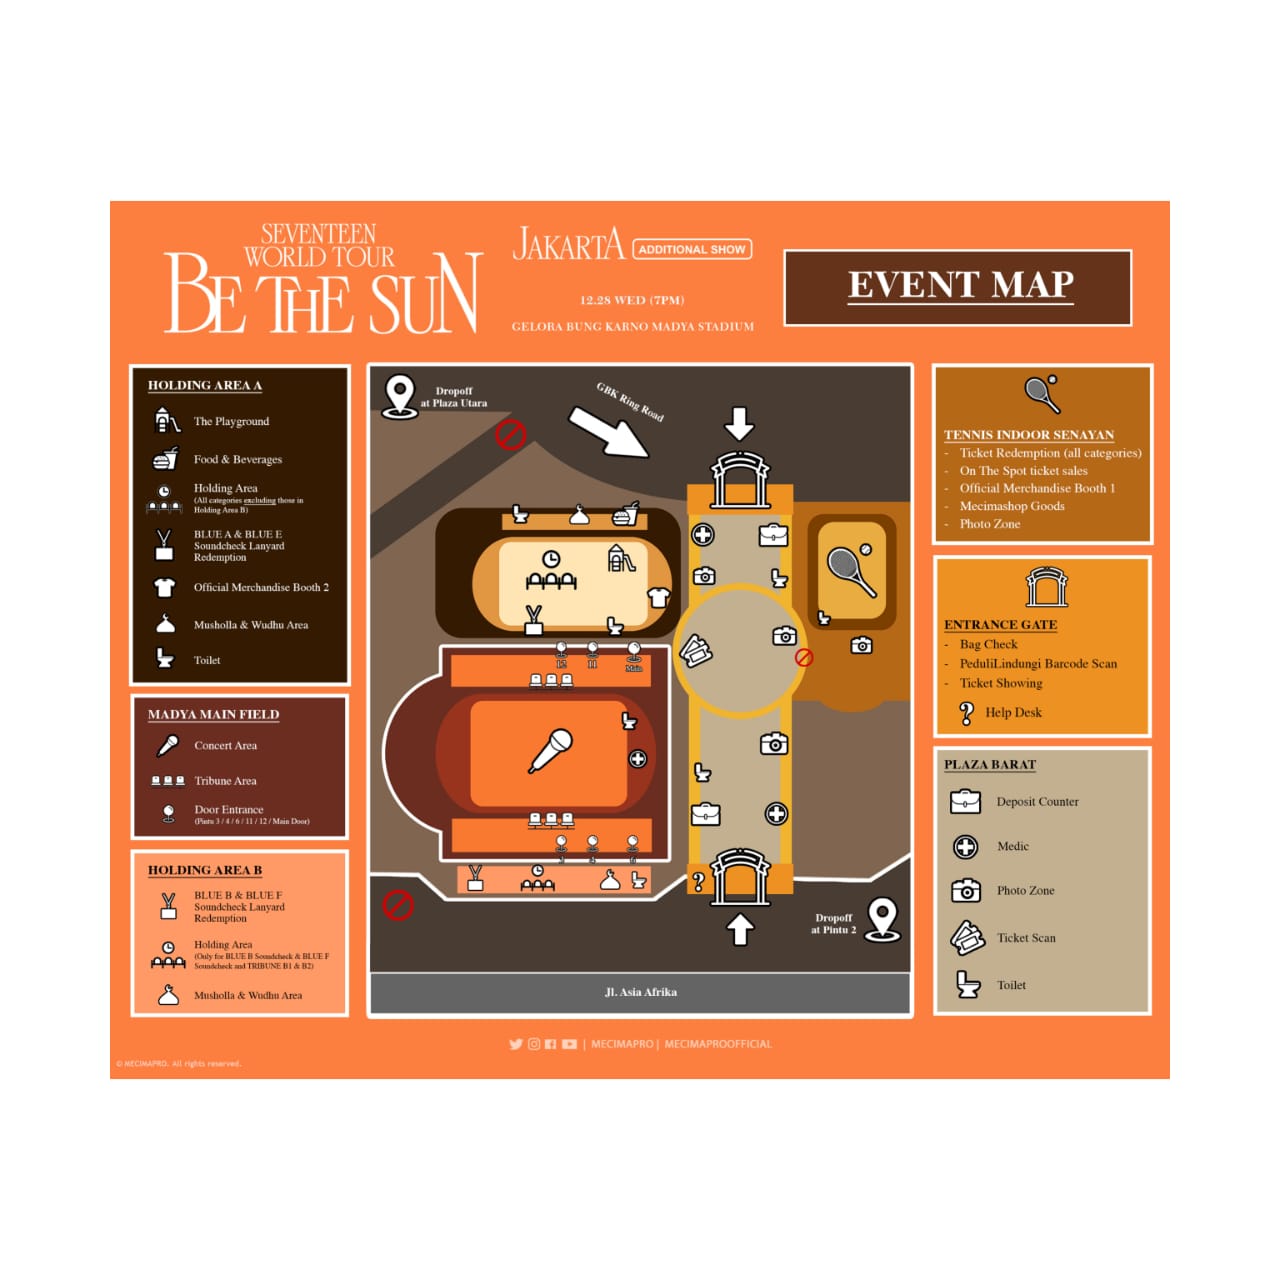 SEVENTEEN
WORLD TOUR
BE THE SUN
JAKARTA ADDITIONAL SHOW
12.28 WED (7PM)
GELORA BUNG KARNO MADYA STADIUM
EVENT MAP
HOLDING AREA A
The Playground
Food & Beverages
Holding Area
(All categories excluding those in
Holding Area B)
BLUE A & BLUE E
Soundcheck Lanyard
Redemption
Official Merchandise Booth 2
Musholla & Wudhu Area
Toilet
MADYA MAIN FIELD
Concert Area
Tribune Area
Door Entrance
(Pintu 3 / 4 / 6 / 11 / 12 / Main Door)
HOLDING AREA B
BLUE B & BLUE F
Soundcheck Lanyard
Redemption
Holding Area
(Only for BLUE B Soundcheck & BLUE F
Soundcheck and TRIBUNE B1 & B2)
Musholla & Wudhu Area
Dropoff
at Plaza Utara
GBK Ring Road
12
11
Main
3
4
6
?
Dropoff
at Pintu 2
Jl. Asia Afrika
TENNIS INDOOR SENAYAN
- Ticket Redemption (all categories)
- On The Spot ticket sales
- Official Merchandise Booth 1
- Mecimashop Goods
- Photo Zone
ENTRANCE GATE
- Bag Check
- PeduliLindungi Barcode Scan
- Ticket Showing
? Help Desk
PLAZA BARAT
Deposit Counter
Medic
Photo Zone
Ticket Scan
Toilet
| MECIMAPRO | MECIMAPROOFFICIAL
© MECIMAPRO. All rights reserved.